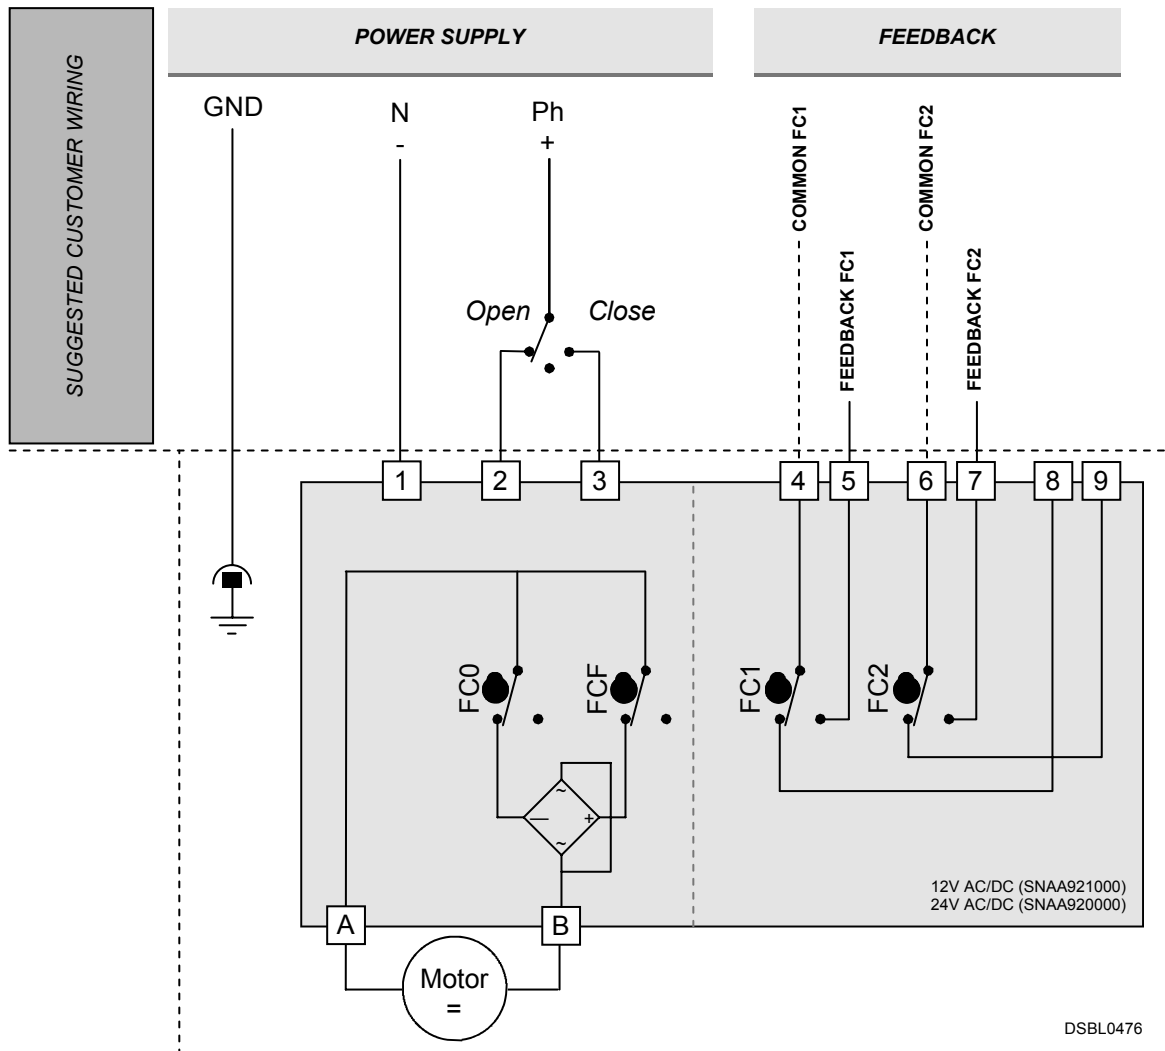 SUGGESTED CUSTOMER WIRING
POWER SUPPLY
FEEDBACK
GND
N
-
Ph
+
Open
Close
COMMON FC1
FEEDBACK FC1
COMMON FC2
FEEDBACK FC2
1
2
3
4
5
6
7
8
9
FC0
FCF
FC1
FC2
~
— +
~
12V AC/DC (SNAA921000)
24V AC/DC (SNAA920000)
A
B
Motor
=
DSBL0476